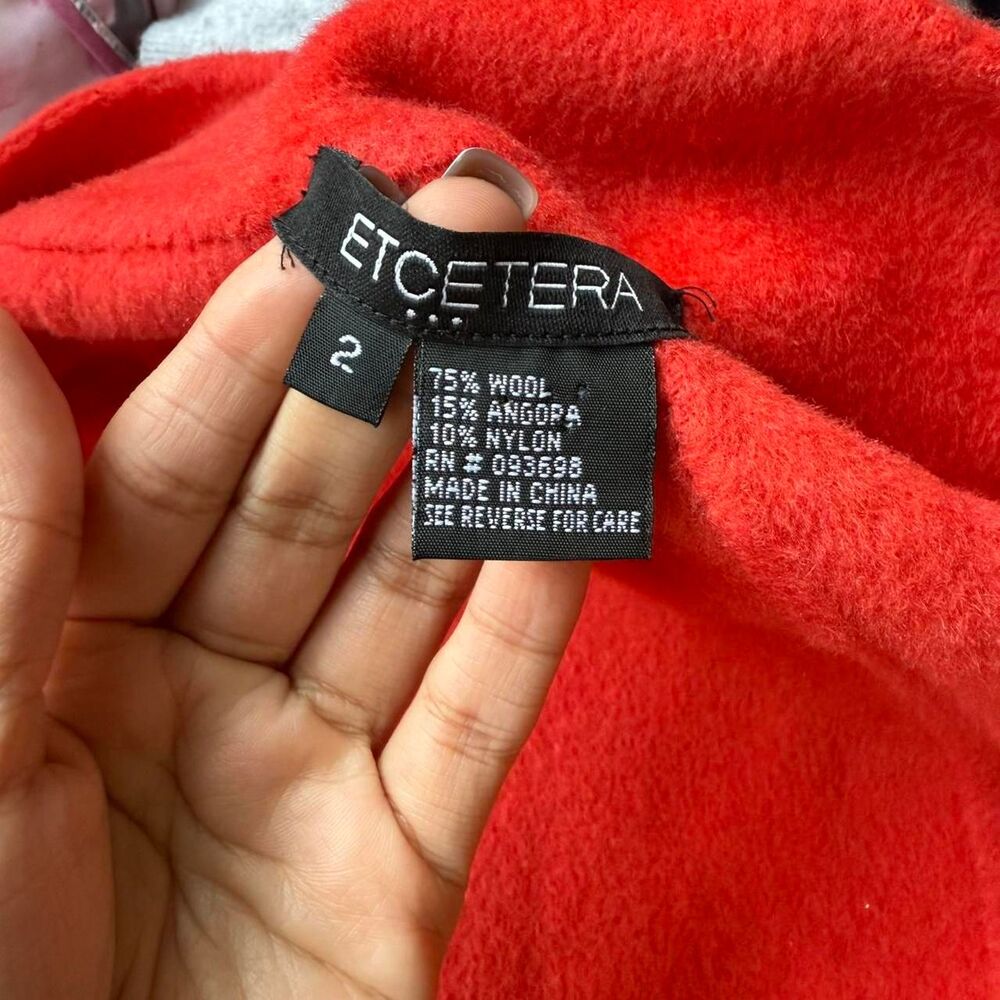 ETCETERA
...
2
75% WOOL
15% ANGORA
10% NYLON
RN # 093698
MADE IN CHINA
SEE REVERSE FOR CARE